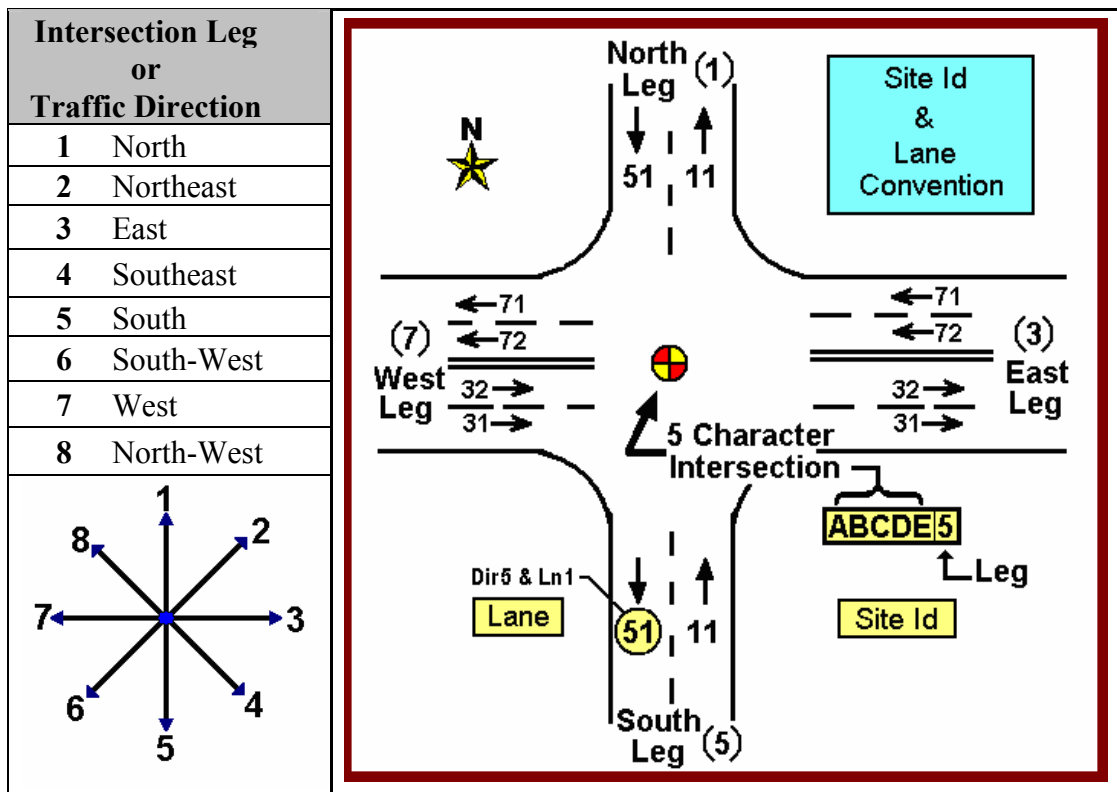 Intersection Leg
or
Traffic Direction
1 North
2 Northeast
3 East
4 Southeast
5 South
6 South-West
7 West
8 North-West
1
2
3
4
5
6
7
8
N
North
Leg (1)
51 11
Site Id
&
Lane
Convention
71
72
(7)
West
Leg
32
31
71
72
(3)
East
Leg
32
31
5 Character
Intersection
ABCDE 5
Leg
Site Id
Dir5 & Ln1
Lane
51 11
South
Leg (5)